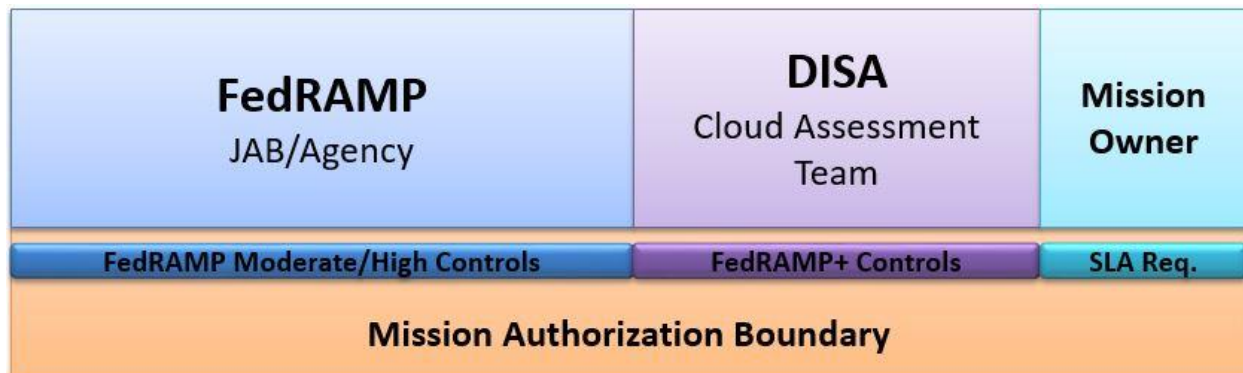 FedRAMP
JAB/Agency
DISA
Cloud Assessment
Team
Mission
Owner
FedRAMP Moderate/High Controls
FedRAMP+ Controls
SLA Req.
Mission Authorization Boundary